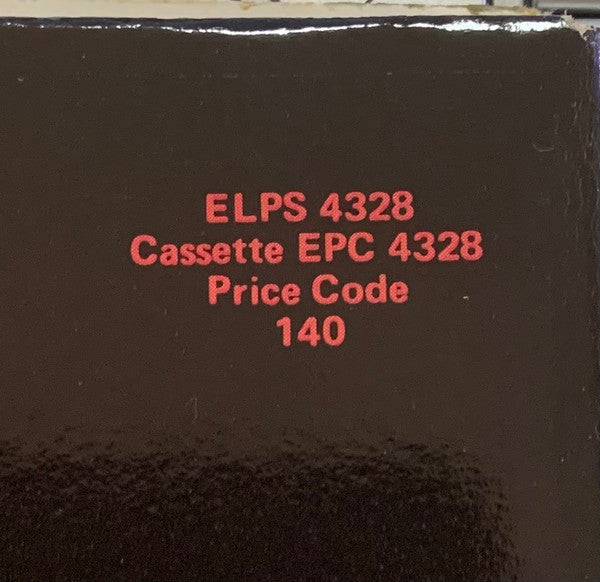 ELPS 4328
Cassette EPC 4328
Price Code
140